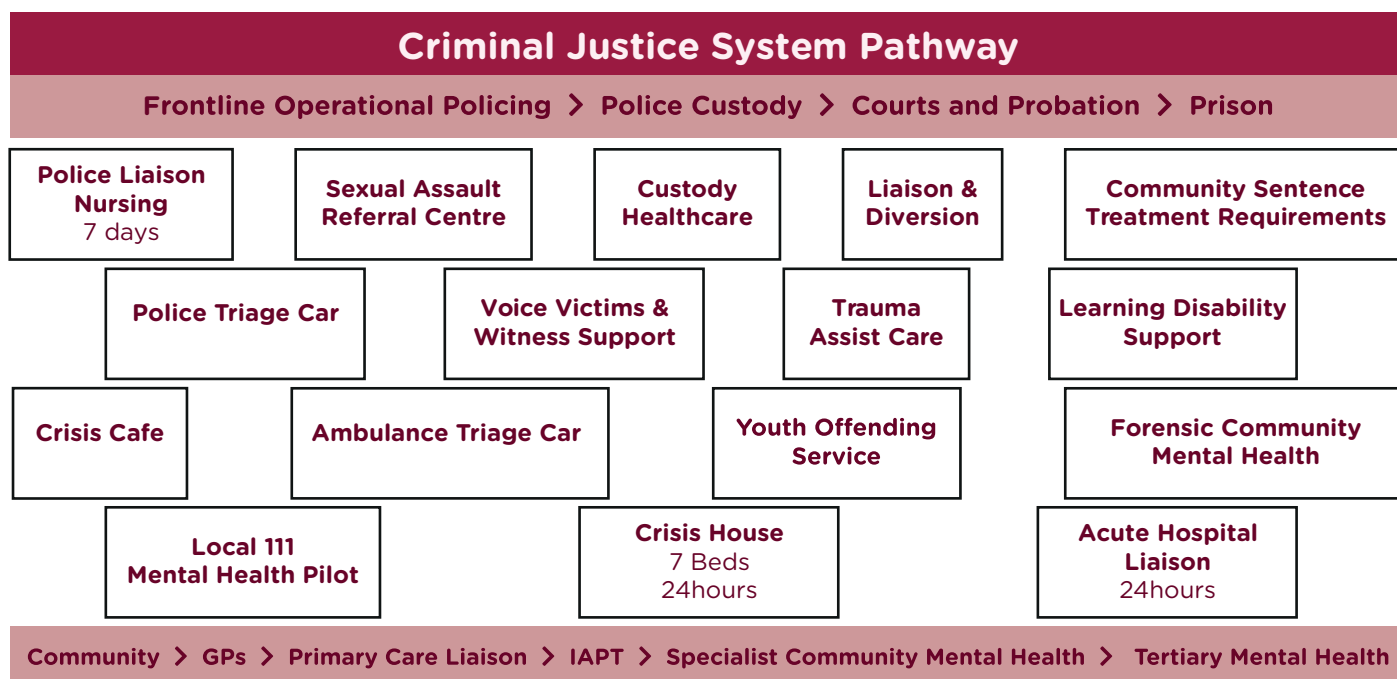 Criminal Justice System Pathway
Frontline Operational Policing > Police Custody > Courts and Probation > Prison
Police Liaison
Nursing
7 days
Sexual Assault
Referral Centre
Custody
Healthcare
Liaison &
Diversion
Community Sentence
Treatment Requirements
Police Triage Car
Voice Victims &
Witness Support
Trauma
Assist Care
Learning Disability
Support
Crisis Cafe
Ambulance Triage Car
Youth Offending
Service
Forensic Community
Mental Health
Local 111
Mental Health Pilot
Crisis House
7 Beds
24hours
Acute Hospital
Liaison
24hours
Community > GPs > Primary Care Liaison > IAPT > Specialist Community Mental Health > Tertiary Mental Health